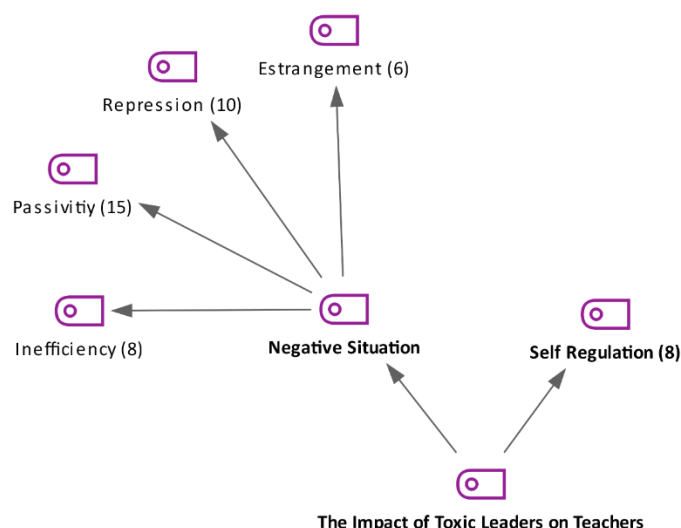 Estrangement (6)
Repression (10)
Passivitiy (15)
Inefficiency (8)
Negative Situation
Self Regulation (8)
The Impact of Toxic Leaders on Teachers